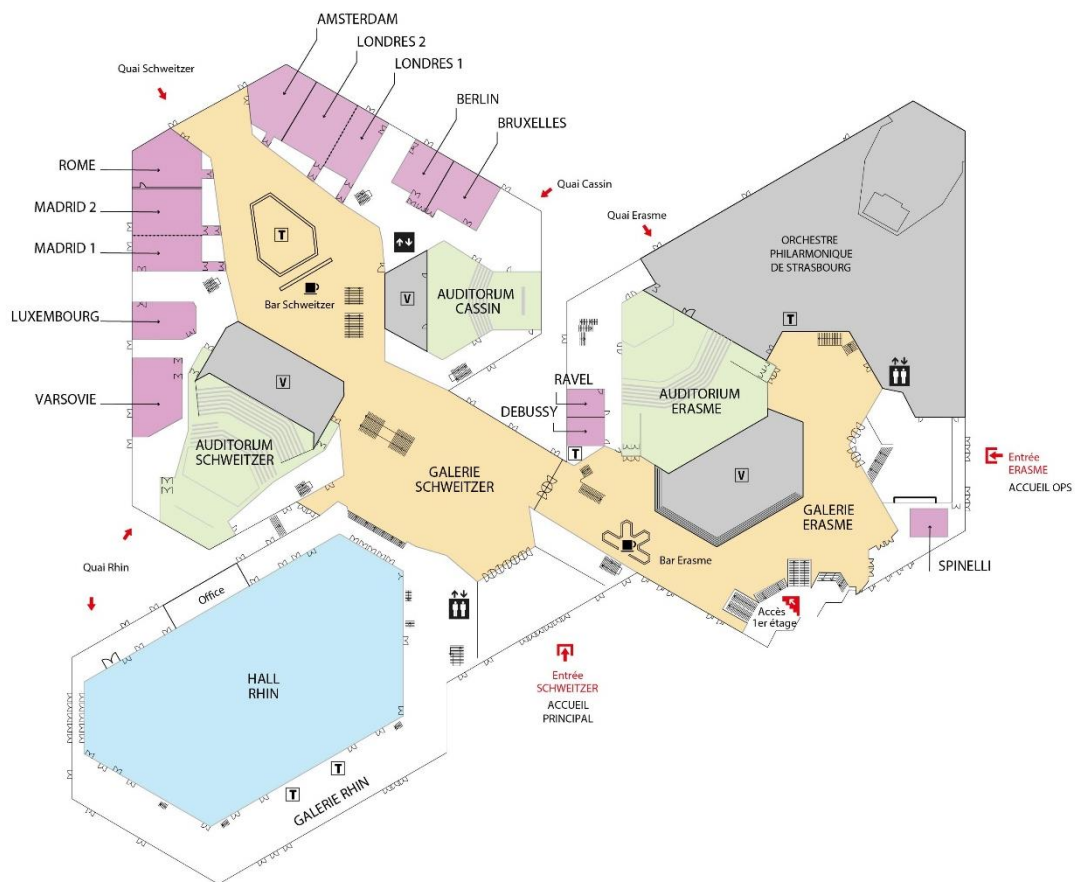 AMSTERDAM
LONDRES 2
LONDRES 1
BERLIN
BRUXELLES
Quai Schweitzer
ROME
MADRID 2
MADRID 1
LUXEMBOURG
VARSOVIE
Quai Cassin
Quai Erasme
ORCHESTRE
PHILARMONIQUE
DE STRASBOURG
T
T
Bar Schweitzer
V
AUDITORUM
CASSIN
V
AUDITORUM
SCHWEITZER
RAVEL
DEBUSSY
T
AUDITORIUM
ERASME
V
GALERIE
SCHWEITZER
GALERIE
ERASME
Entrée
ERASME
ACCUEIL OPS
SPINELLI
Bar Erasme
Accès
1er étage
Quai Rhin
Office
HALL
RHIN
Entrée
SCHWEITZER
ACCUEIL
PRINCIPAL
T
T
GALERIE RHIN